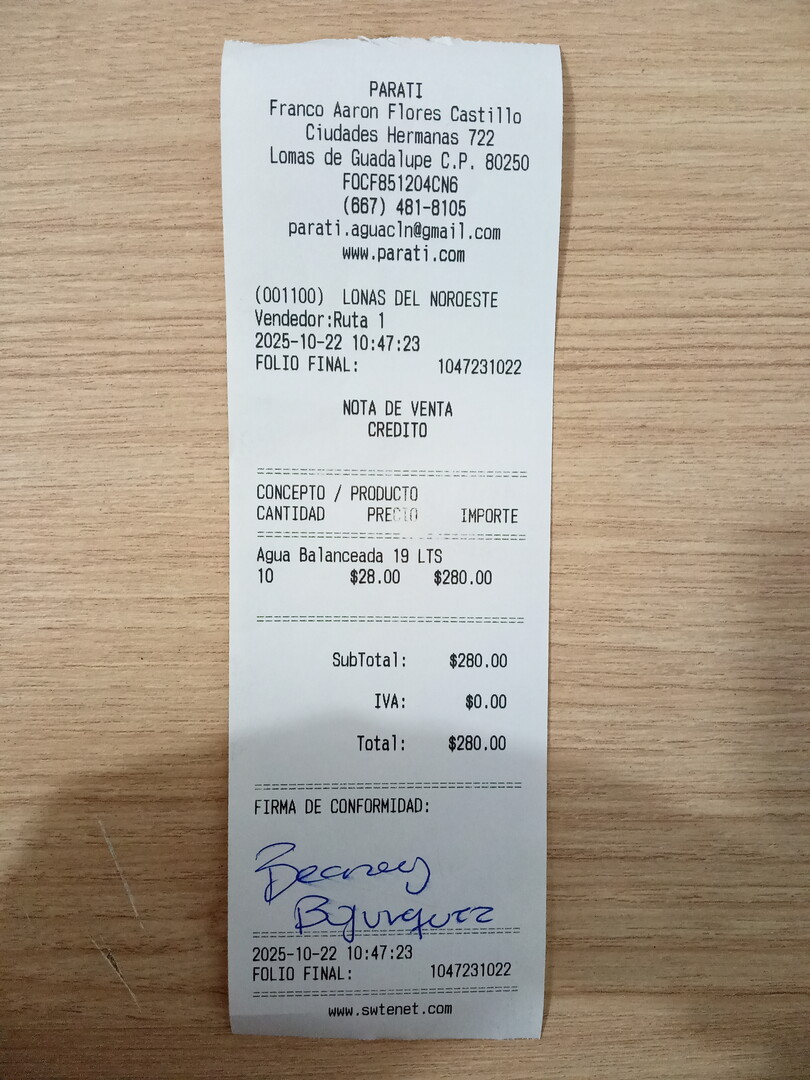 PARATI
Franco Aaron Flores Castillo
Ciudades Hermanas 722
Lomas de Guadalupe C.P. 80250
FOCF851204CN6
(667) 481-8105
parati.aguacln@gmail.com
www.parati.com
(001100) LONAS DEL NOROESTE
Vendedor:Ruta 1
2025-10-22 10:47:23
FOLIO FINAL: 1047231022
NOTA DE VENTA
CREDITO
CONCEPTO / PRODUCTO
CANTIDAD PRECIO IMPORTE
Agua Balanceada 19 LTS
10 $28.00 $280.00
SubTotal: $280.00
IVA: $0.00
Total: $280.00
FIRMA DE CONFORMIDAD:
2025-10-22 10:47:23
FOLIO FINAL: 1047231022
www.swtenet.com